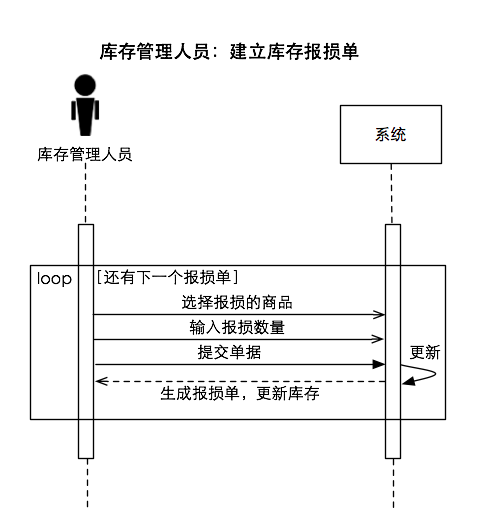 库存管理人员：建立库存报损单
库存管理人员
系统
loop
[还有下一个报损单]
选择报损的商品
输入报损数量
提交单据
更新
生成报损单，更新库存